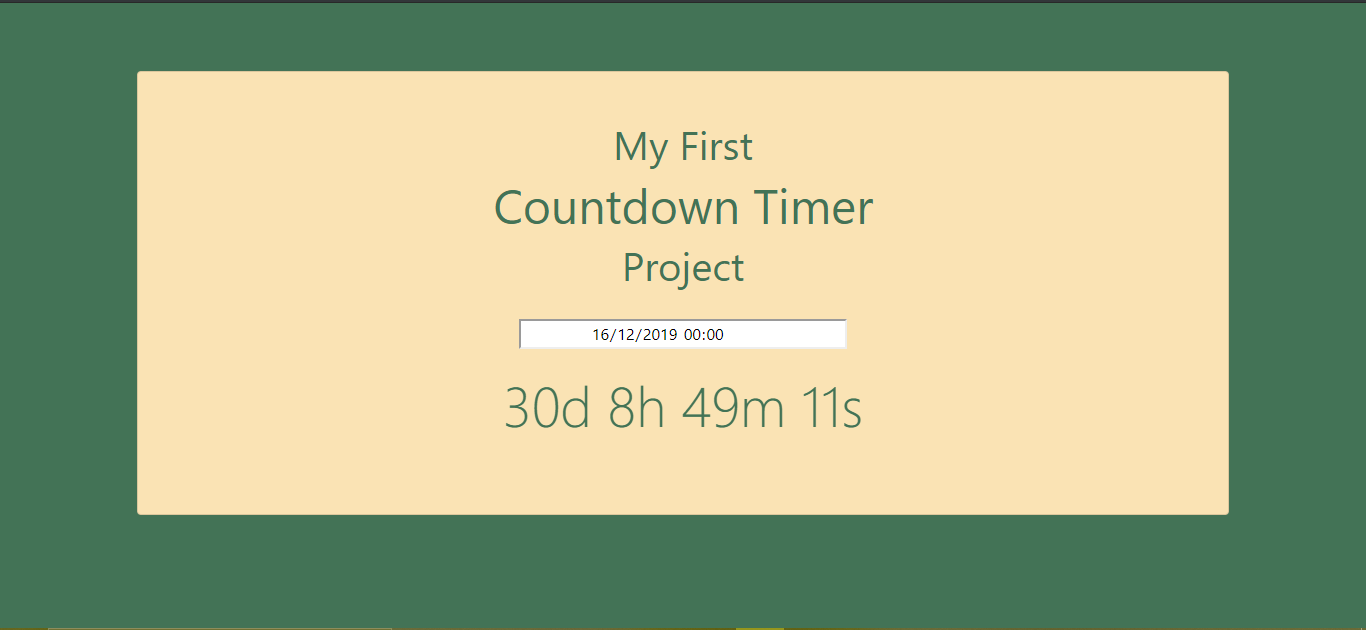 My First
Countdown Timer
Project
16/12/2019 00:00
30d 8h 49m 11s